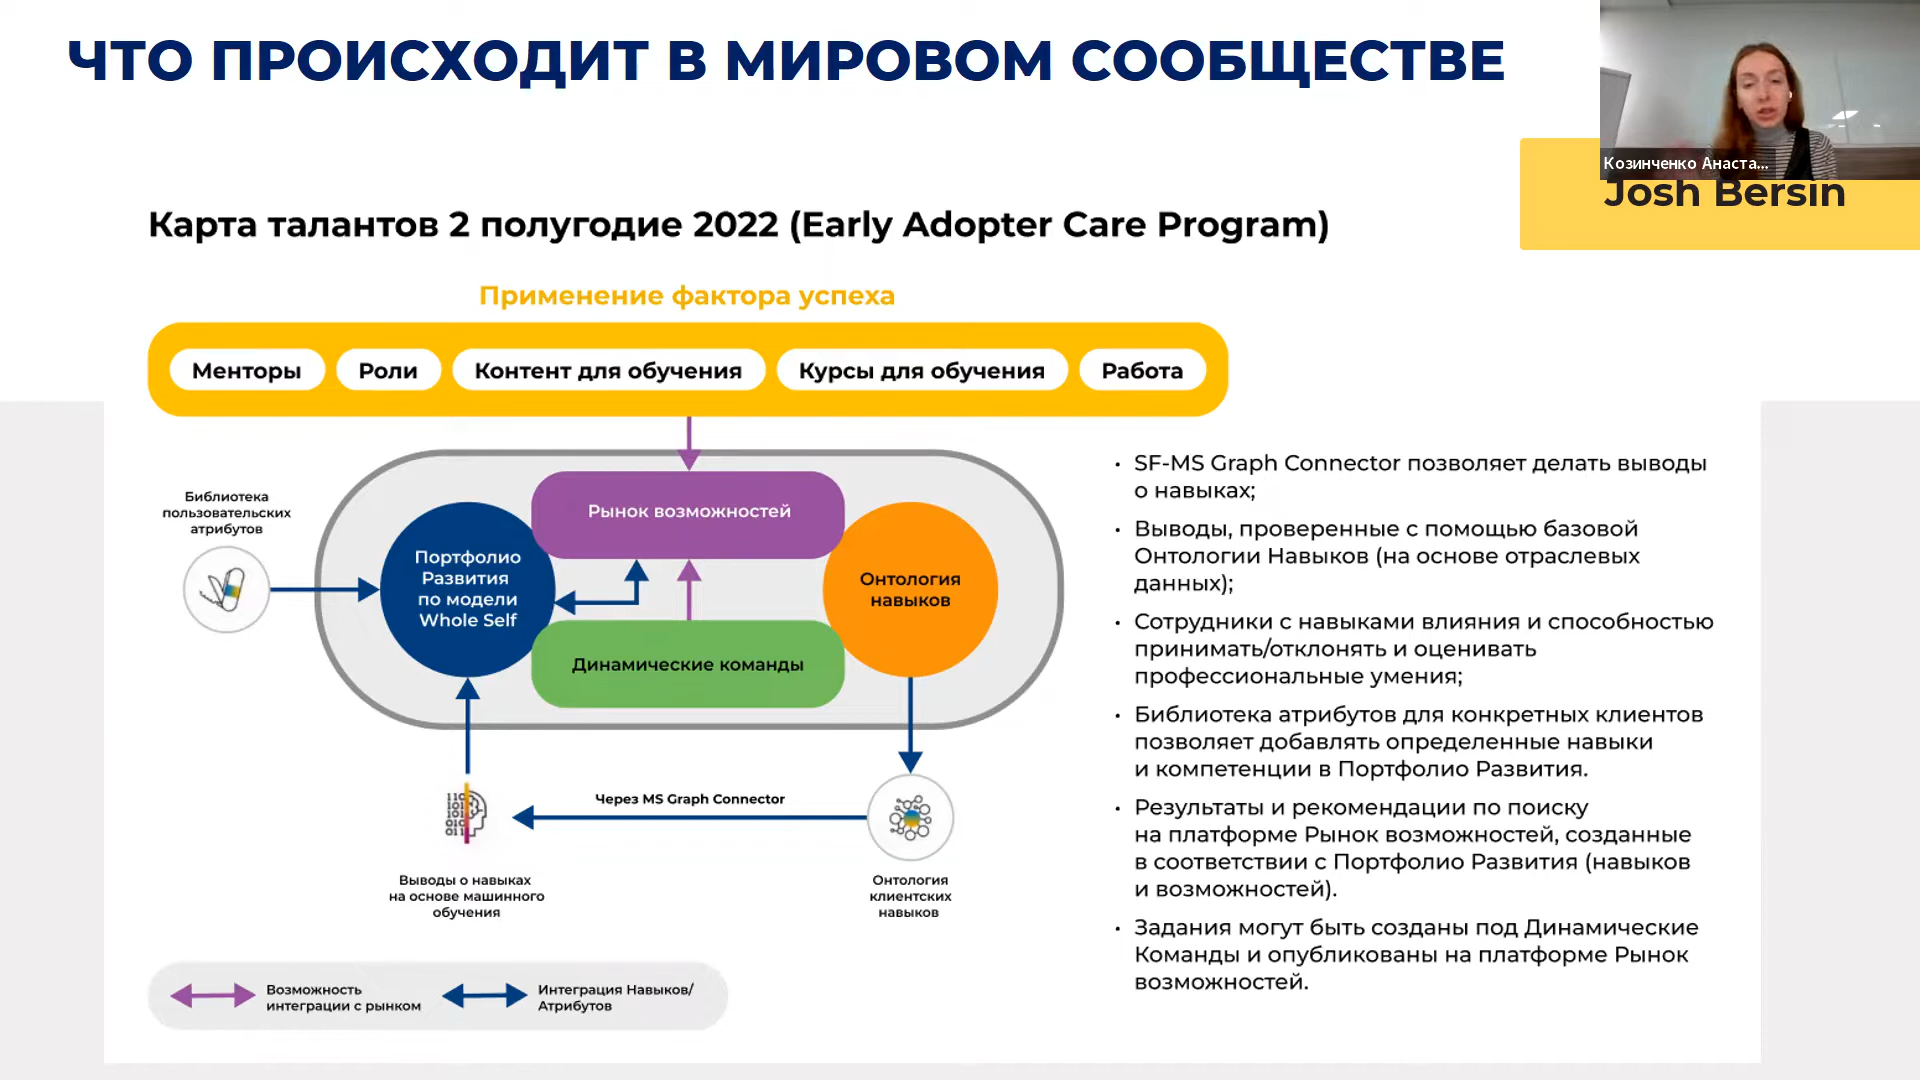 ЧТО ПРОИСХОДИТ В МИРОВОМ СООБЩЕСТВЕ
Козинченко Анаста...
Josh Bersin
Карта талантов 2 полугодие 2022 (Early Adopter Care Program)
Применение фактора успеха
Менторы
Роли
Контент для обучения
Курсы для обучения
Работа
Библиотека
пользовательских
атрибутов
Портфолио
Развития
по модели
Whole Self
Рынок возможностей
Динамические команды
Онтология
навыков
Через MS Graph Connector
Выводы о навыках
на основе машинного
обучения
Онтология
клиентских
навыков
Возможность
интеграции с рынком
Интеграция Навыков/
Атрибутов
· SF-MS Graph Connector позволяет делать выводы
о навыках;
· Выводы, проверенные с помощью базовой
Онтологии Навыков (на основе отраслевых
данных);
· Сотрудники с навыками влияния и способностью
принимать/отклонять и оценивать
профессиональные умения;
· Библиотека атрибутов для конкретных клиентов
позволяет добавлять определенные навыки
и компетенции в Портфолио Развития.
· Результаты и рекомендации по поиску
на платформе Рынок возможностей, созданные
в соответствии с Портфолио Развития (навыков
и возможностей).
· Задания могут быть созданы под Динамические
Команды и опубликованы на платформе Рынок
возможностей.